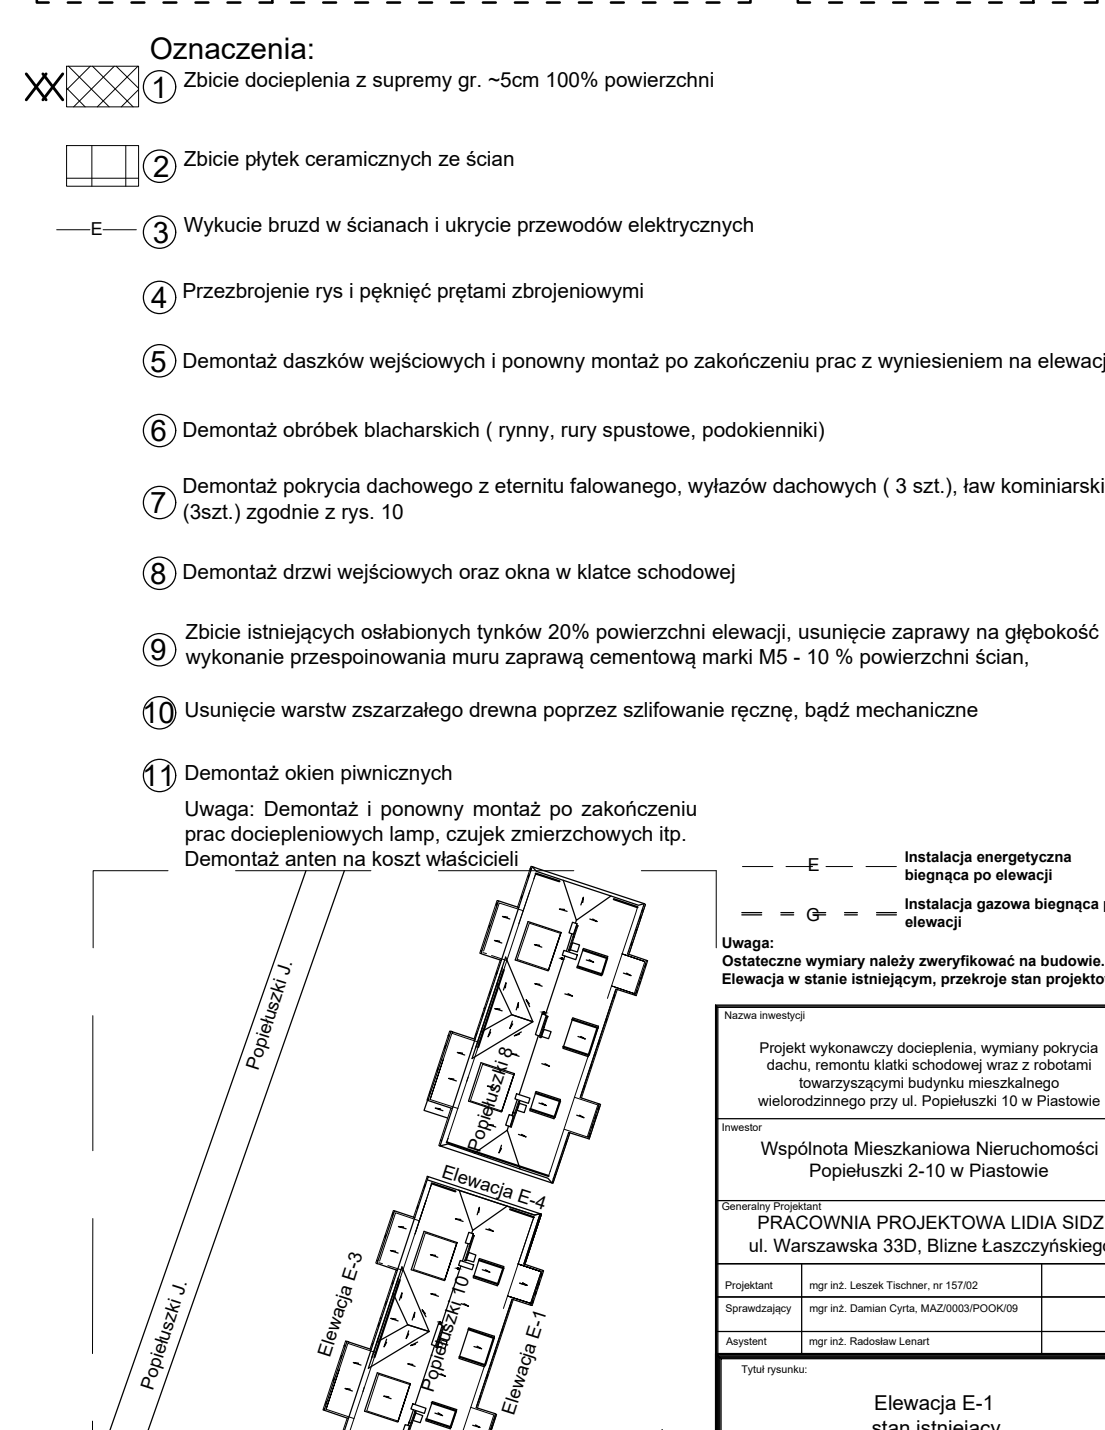 Oznaczenia:
1 Zbicie docieplenia z supremy gr. ~5cm 100% powierzchni
2 Zbicie płytek ceramicznych ze ścian
E 3 Wykucie bruzd w ścianach i ukrycie przewodów elektrycznych
4 Przezbrojenie rys i pęknięć prętami zbrojeniowymi
5 Demontaż daszków wejściowych i ponowny montaż po zakończeniu prac z wyniesieniem na elewacj
6 Demontaż obróbek blacharskich ( rynny, rury spustowe, podokienniki)
7 Demontaż pokrycia dachowego z eternitu falowanego, wyłazów dachowych ( 3 szt.), ław kominiarski
(3szt.) zgodnie z rys. 10
8 Demontaż drzwi wejściowych oraz okna w klatce schodowej
9 Zbicie istniejących osłabionych tynków 20% powierzchni elewacji, usunięcie zaprawy na głębokość
wykonanie przespoinowania muru zaprawą cementową marki M5 - 10 % powierzchni ścian,
10 Usunięcie warstw zszarzałego drewna poprzez szlifowanie ręcznę, bądź mechaniczne
11 Demontaż okien piwnicznych
Uwaga: Demontaż i ponowny montaż po zakończeniu
prac dociepleniowych lamp, czujek zmierzchowych itp.
Demontaż anten na koszt właścicieli
E Instalacja energetyczna
biegnąca po elewacji
G Instalacja gazowa biegnąca p
elewacji
Uwaga:
Ostateczne wymiary należy zweryfikować na budowie.
Elewacja w stanie istniejącym, przekroje stan projekto
Popiełuszki J.
Popiełuszki 8
Elewacja E-4
Elewacja E-3
Popiełuszki 10
Elewacja E-1
Popiełuszki J.
Nazwa inwestycji
Projekt wykonawczy docieplenia, wymiany pokrycia
dachu, remontu klatki schodowej wraz z robotami
towarzyszącymi budynku mieszkalnego
wielorodzinnego przy ul. Popiełuszki 10 w Piastowie
Inwestor
Wspólnota Mieszkaniowa Nieruchomości
Popiełuszki 2-10 w Piastowie
Generalny Projektant
PRACOWNIA PROJEKTOWA LIDIA SIDZ
ul. Warszawska 33D, Blizne Łaszczyńskiego
Projektant mgr inż. Leszek Tischner, nr 157/02
Sprawdzający mgr inż. Damian Cyrta, MAZ/0003/POOK/09
Asystent mgr inż. Radosław Lenart
Tytuł rysunku:
Elewacja E-1
stan istniejący